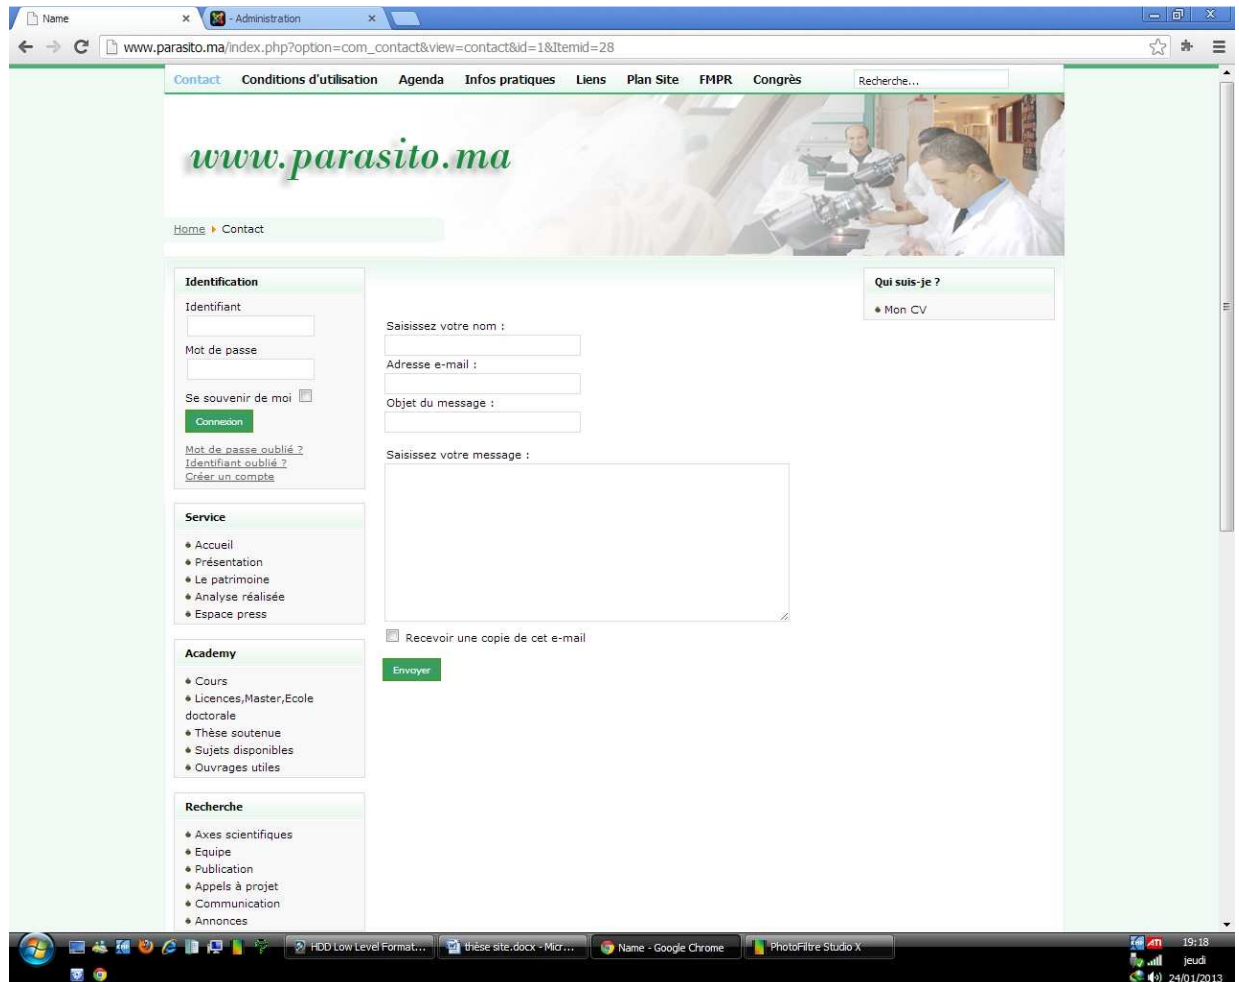 Name
- Administration
www.parasito.ma/index.php?option=com_contact&view=contact&id=1&Itemid=28
Contact Conditions d'utilisation Agenda Infos pratiques Liens Plan Site FMPR Congrès Recherche...
www.parasito.ma
Home Contact
Identification
Identifiant
Mot de passe
Se souvenir de moi
Connexion
Mot de passe oublié ?
Identifiant oublié ?
Créer un compte
Service
Accueil
Présentation
Le patrimoine
Analyse réalisée
Espace press
Academy
Cours
Licences,Master,Ecole
doctorale
Thèse soutenue
Sujets disponibles
Ouvrages utiles
Recherche
Axes scientifiques
Equipe
Publication
Appels à projet
Communication
Annonces
Saisissez votre nom :
Adresse e-mail :
Objet du message :
Saisissez votre message :
Recevoir une copie de cet e-mail
Envoyer
Qui suis-je ?
Mon CV
HDD Low Level Format... thèse site.docx - Micr... Name - Google Chrome PhotoFiltre Studio X
ATI 19:18
jeudi
24/01/2013